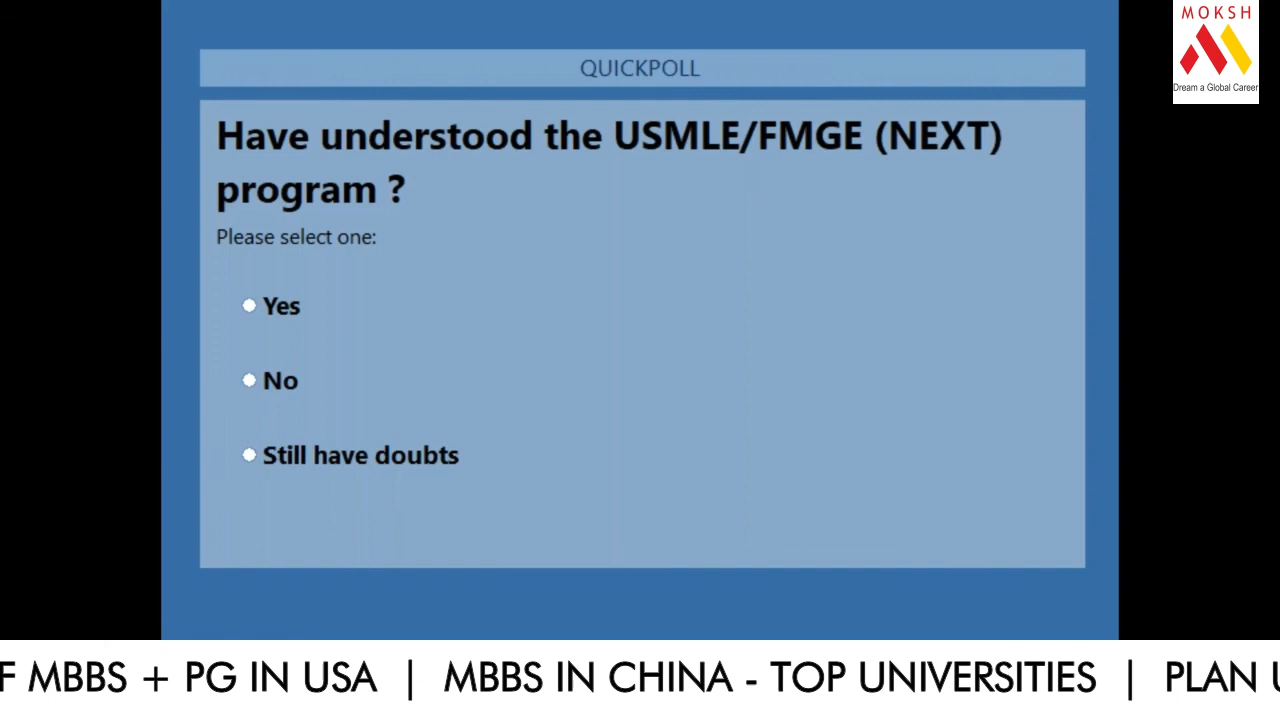 MOKSH
Dream a Global Career
QUICKPOLL
Have understood the USMLE/FMGE (NEXT)
program ?
Please select one:
Yes
No
Still have doubts
F MBBS + PG IN USA | MBBS IN CHINA - TOP UNIVERSITIES | PLAN U